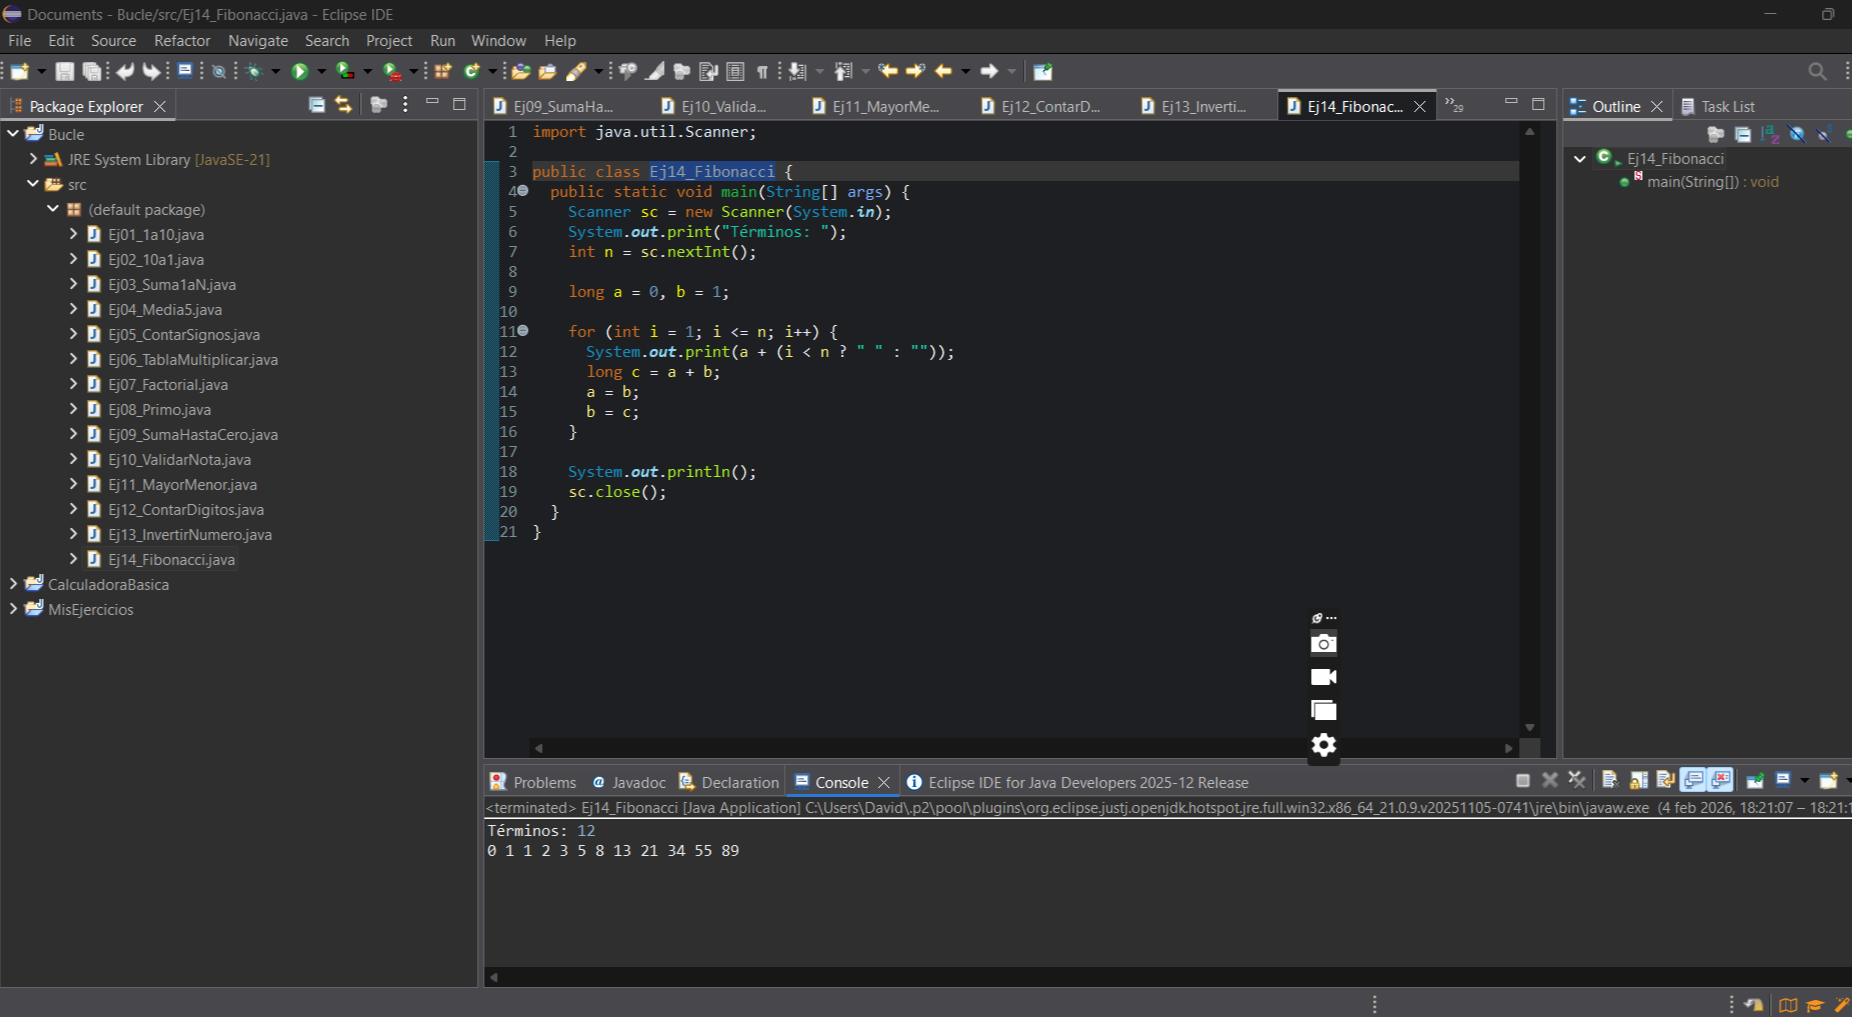 Documents - Bucle/src/Ej14_Fibonacci.java - Eclipse IDE
File Edit Source Refactor Navigate Search Project Run Window Help
Package Explorer
Bucle
JRE System Library [JavaSE-21]
src
(default package)
Ej01_1a10.java
Ej02_10a1.java
Ej03_Suma1aN.java
Ej04_Media5.java
Ej05_ContarSignos.java
Ej06_TablaMultiplicar.java
Ej07_Factorial.java
Ej08_Primo.java
Ej09_SumaHastaCero.java
Ej10_ValidarNota.java
Ej11_MayorMenor.java
Ej12_ContarDigitos.java
Ej13_InvertirNumero.java
Ej14_Fibonacci.java
CalculadoraBasica
MisEjercicios
Ej09_SumaHa... Ej10_Valida... Ej11_MayorMe... Ej12_ContarD... Ej13_Inverti... Ej14_Fibonac... »29
1 import java.util.Scanner;
2
3 public class Ej14_Fibonacci {
4 public static void main(String[] args) {
5 Scanner sc = new Scanner(System.in);
6 System.out.print("Términos: ");
7 int n = sc.nextInt();
8
9 long a = 0, b = 1;
10
11 for (int i = 1; i <= n; i++) {
12 System.out.print(a + (i < n ? " " : ""));
13 long c = a + b;
14 a = b;
15 b = c;
16 }
17
18 System.out.println();
19 sc.close();
20 }
21 }
Outline Task List
Ej14_Fibonacci
main(String[]) : void
Problems Javadoc Declaration Console Eclipse IDE for Java Developers 2025-12 Release
<terminated> Ej14_Fibonacci [Java Application] C:\Users\David\.p2\pool\plugins\org.eclipse.justj.openjdk.hotspot.jre.full.win32.x86_64_21.0.9.v20251105-0741\jre\bin\javaw.exe (4 feb 2026, 18:21:07 – 18:21:1
Términos: 12
0 1 1 2 3 5 8 13 21 34 55 89